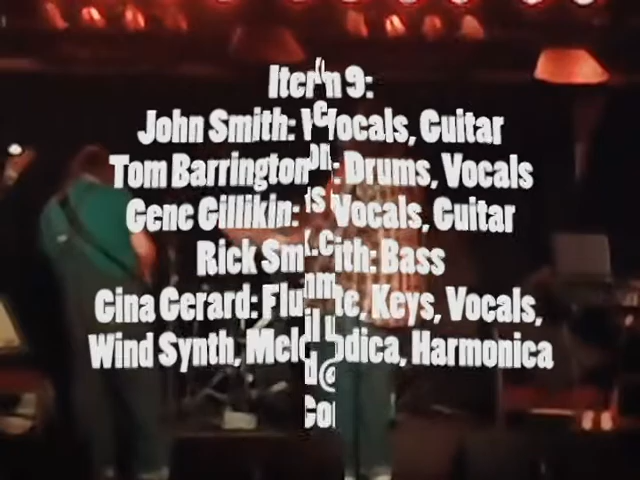 Item 9:
John Smith: Vocals, Guitar
Tom Barrington: Drums, Vocals
Gene Gillikin: Vocals, Guitar
Rick Smith: Bass
Gina Gerard: Flute, Keys, Vocals,
Wind Synth, Melodica, Harmonica